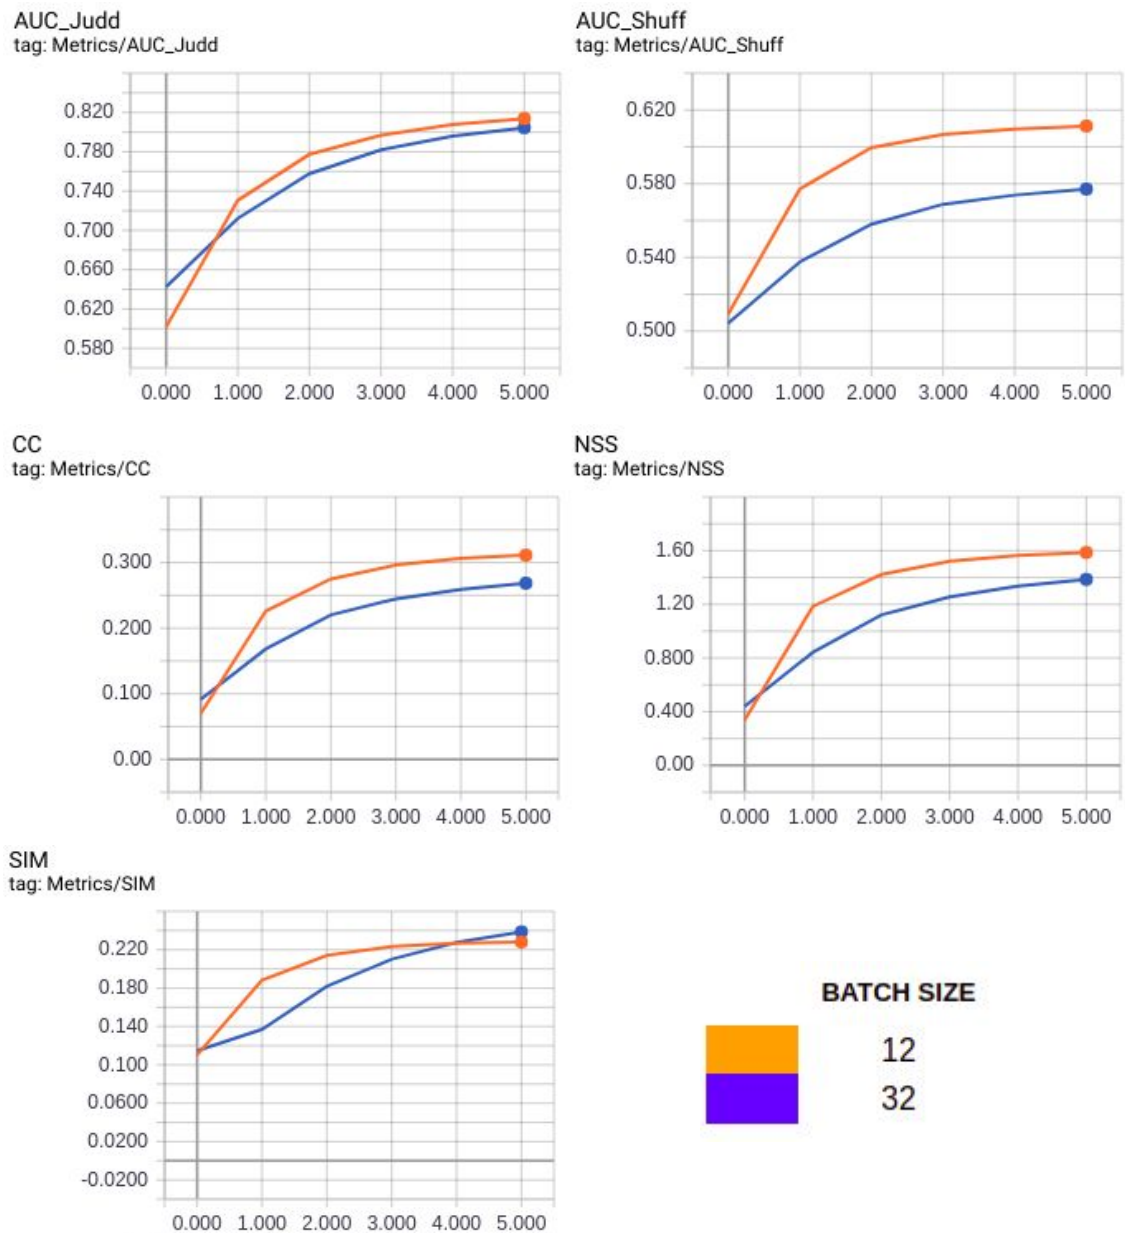 AUC_Judd
tag: Metrics/AUC_Judd
0.820
0.780
0.740
0.700
0.660
0.620
0.580
0.000 1.000 2.000 3.000 4.000 5.000
AUC_Shuff
tag: Metrics/AUC_Shuff
0.620
0.580
0.540
0.500
0.000 1.000 2.000 3.000 4.000 5.000
CC
tag: Metrics/CC
0.300
0.200
0.100
0.00
0.000 1.000 2.000 3.000 4.000 5.000
NSS
tag: Metrics/NSS
1.60
1.20
0.800
0.400
0.00
0.000 1.000 2.000 3.000 4.000 5.000
SIM
tag: Metrics/SIM
0.220
0.180
0.140
0.100
0.0600
0.0200
-0.0200
0.000 1.000 2.000 3.000 4.000 5.000
BATCH SIZE
12
32